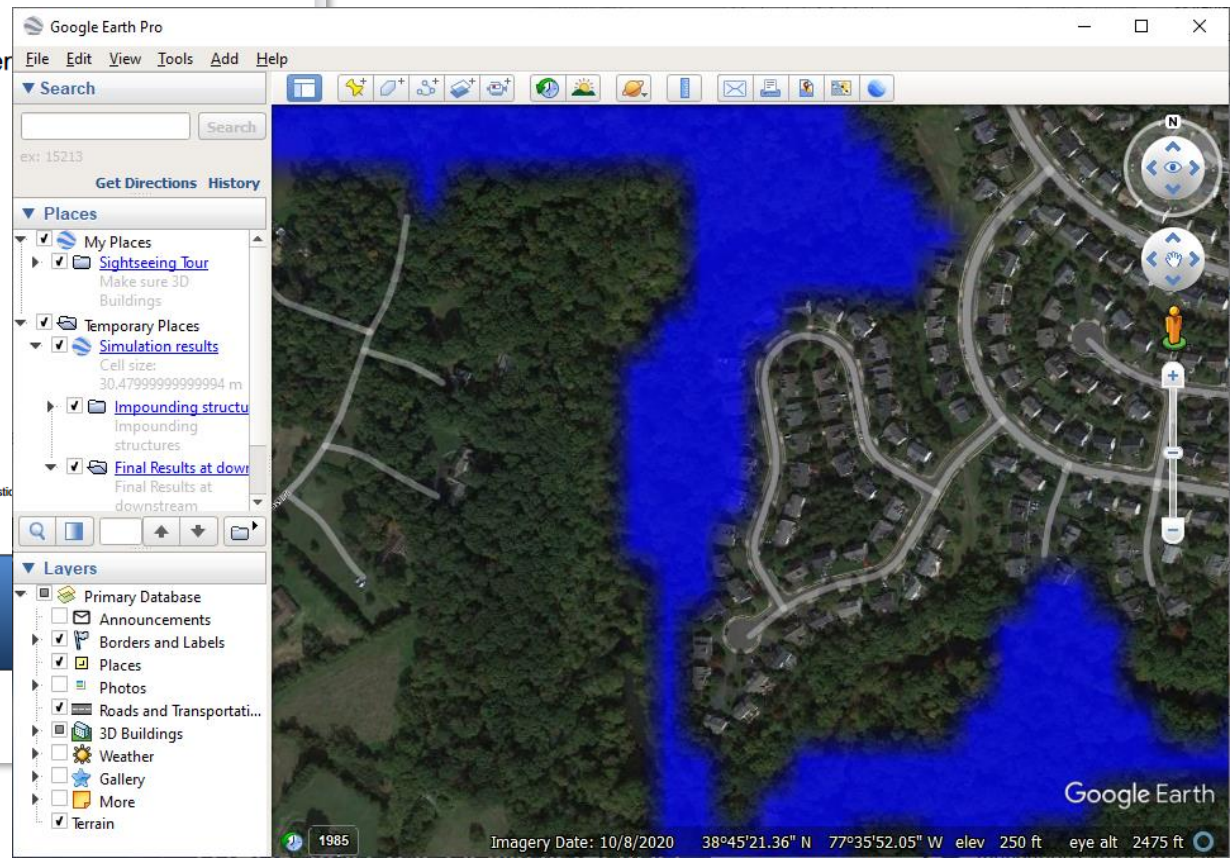 Google Earth Pro
er
File Edit View Tools Add Help
Search
Search
ex: 15213
Get Directions History
Places
My Places
Sightseeing Tour
Make sure 3D
Buildings
Temporary Places
Simulation results
Cell size:
30.47999999999994 m
Impounding structu
Impounding
structures
Final Results at dowr
Final Results at
downstream
Layers
Primary Database
Announcements
Borders and Labels
Places
Photos
Roads and Transportati...
3D Buildings
Weather
Gallery
More
Terrain
N
Google Earth
1985
Imagery Date: 10/8/2020 38°45'21.36" N 77°35'52.05" W elev 250 ft eye alt 2475 ft